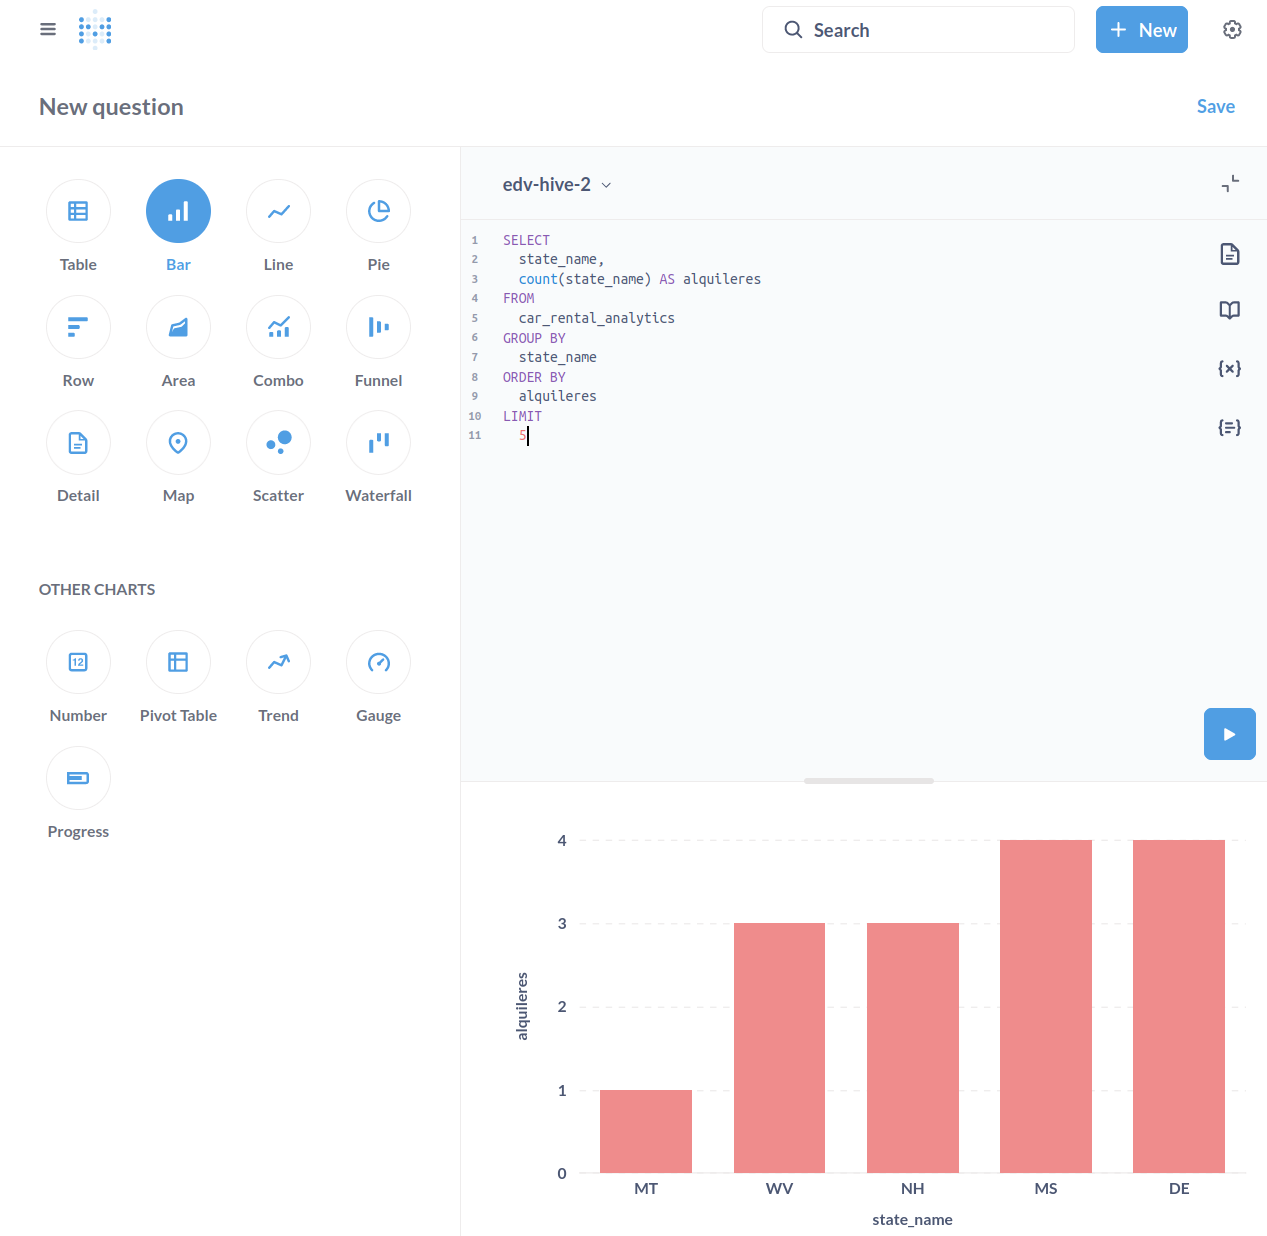 Search
+ New
New question
Save
Table
Bar
Line
Pie
Row
Area
Combo
Funnel
Detail
Map
Scatter
Waterfall
OTHER CHARTS
12
Number
Pivot Table
Trend
Gauge
Progress
edv-hive-2
1 SELECT
2 state_name,
3 count(state_name) AS alquileres
4 FROM
5 car_rental_analytics
6 GROUP BY
7 state_name
8 ORDER BY
9 alquileres
10 LIMIT
11 5
{x}
{=}
alquileres
4
3
2
1
0
MT WV NH MS DE
state_name